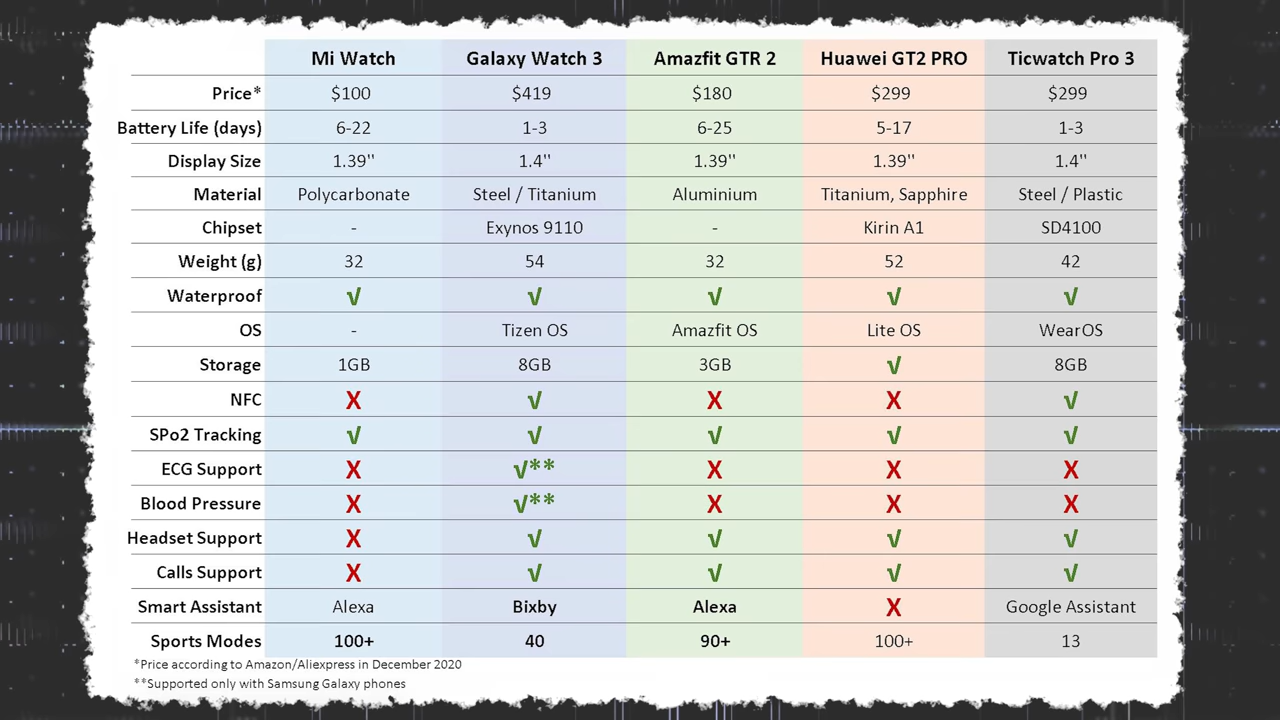 Mi Watch Galaxy Watch 3 Amazfit GTR 2 Huawei GT2 PRO Ticwatch Pro 3
Price* $100 $419 $180 $299 $299
Battery Life (days) 6-22 1-3 6-25 5-17 1-3
Display Size 1.39'' 1.4'' 1.39'' 1.39'' 1.4''
Material Polycarbonate Steel / Titanium Aluminium Titanium, Sapphire Steel / Plastic
Chipset - Exynos 9110 - Kirin A1 SD4100
Weight (g) 32 54 32 52 42
Waterproof √ √ √ √ √
OS - Tizen OS Amazfit OS Lite OS WearOS
Storage 1GB 8GB 3GB √ 8GB
NFC X √ X X √
SPo2 Tracking √ √ √ √ √
ECG Support X √** X X X
Blood Pressure X √** X X X
Headset Support X √ √ √ √
Calls Support X √ √ √ √
Smart Assistant Alexa Bixby Alexa X Google Assistant
Sports Modes 100+ 40 90+ 100+ 13
*Price according to Amazon/Aliexpress in December 2020
**Supported only with Samsung Galaxy phones